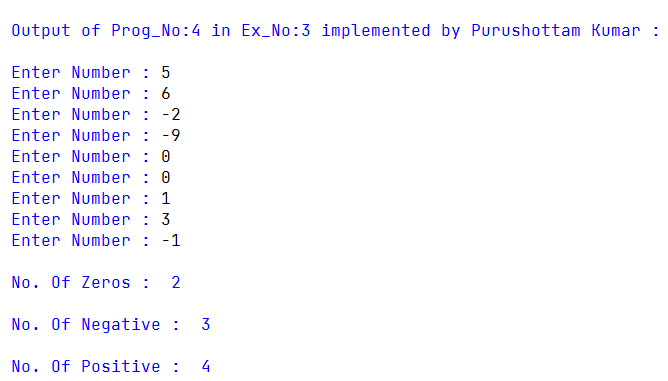 Output of Prog_No:4 in Ex_No:3 implemented by Purushottam Kumar :
Enter Number : 5
Enter Number : 6
Enter Number : -2
Enter Number : -9
Enter Number : 0
Enter Number : 0
Enter Number : 1
Enter Number : 3
Enter Number : -1
No. Of Zeros :  2
No. Of Negative :  3
No. Of Positive :  4